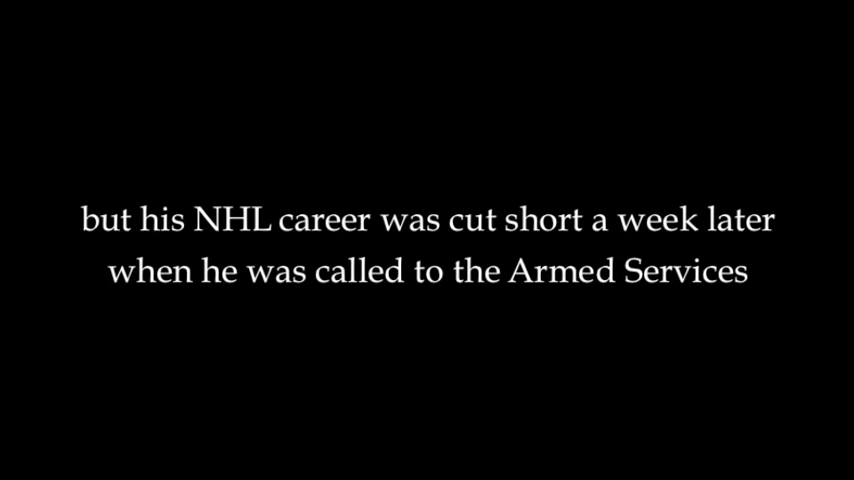 but his NHL career was cut short a week later
when he was called to the Armed Services